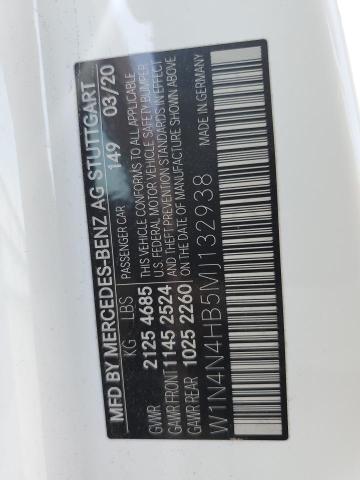 MFD BY MERCEDES-BENZ AG STUTTGART
149 03/20
KG LBS PASSENGER CAR
GVWR 2125 4685 THIS VEHICLE CONFORMS TO ALL APPLICABLE
GAWR FRONT 1145 2524 U.S. FEDERAL MOTOR VEHICLE SAFETY BUMPER
GAWR REAR 1025 2260 AND THEFT PREVENTION STANDARDS IN EFFECT
ON THE DATE OF MANUFACTURE SHOWN ABOVE
W1N4N4HB5MJ132938 MADE IN GERMANY